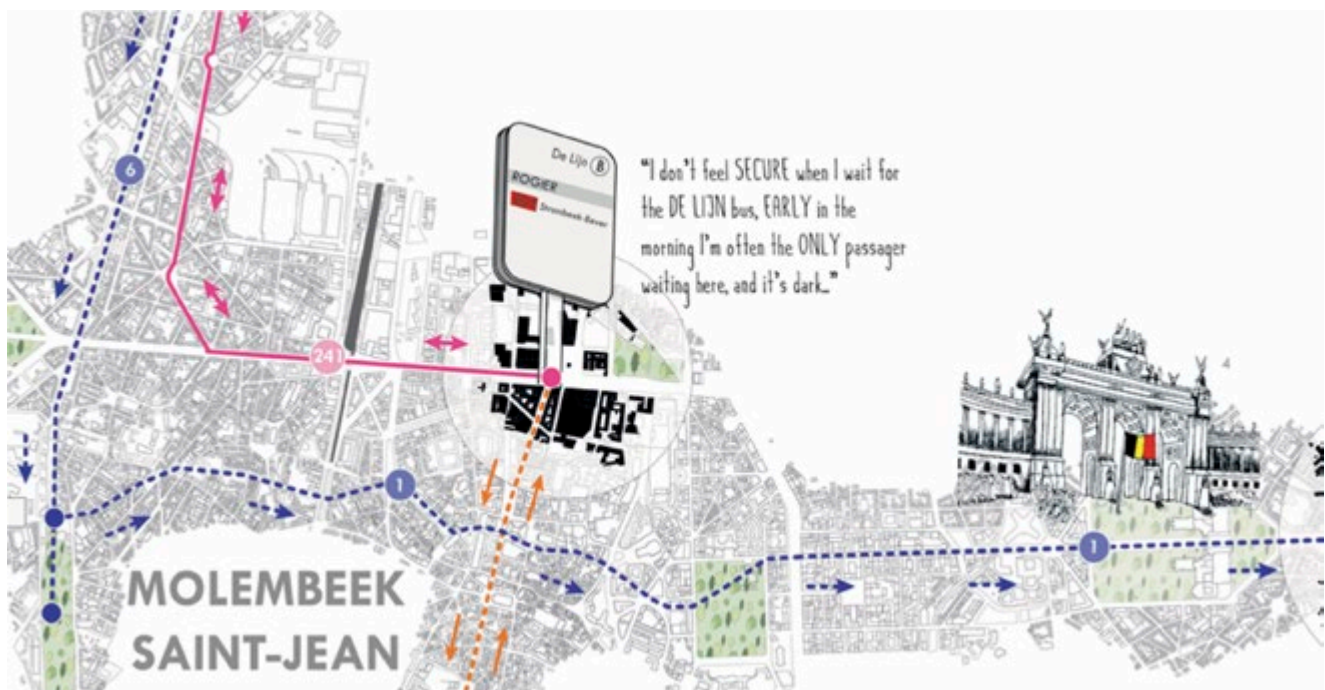 6
De Lijn B
ROGIER
Strombeek-Bever
"I don't feel SECURE when I wait for
the DE LIJN bus, EARLY in the
morning I'm often the ONLY passager
waiting here, and it's dark..."
241
4
1
1
MOLEMBEEK
SAINT-JEAN